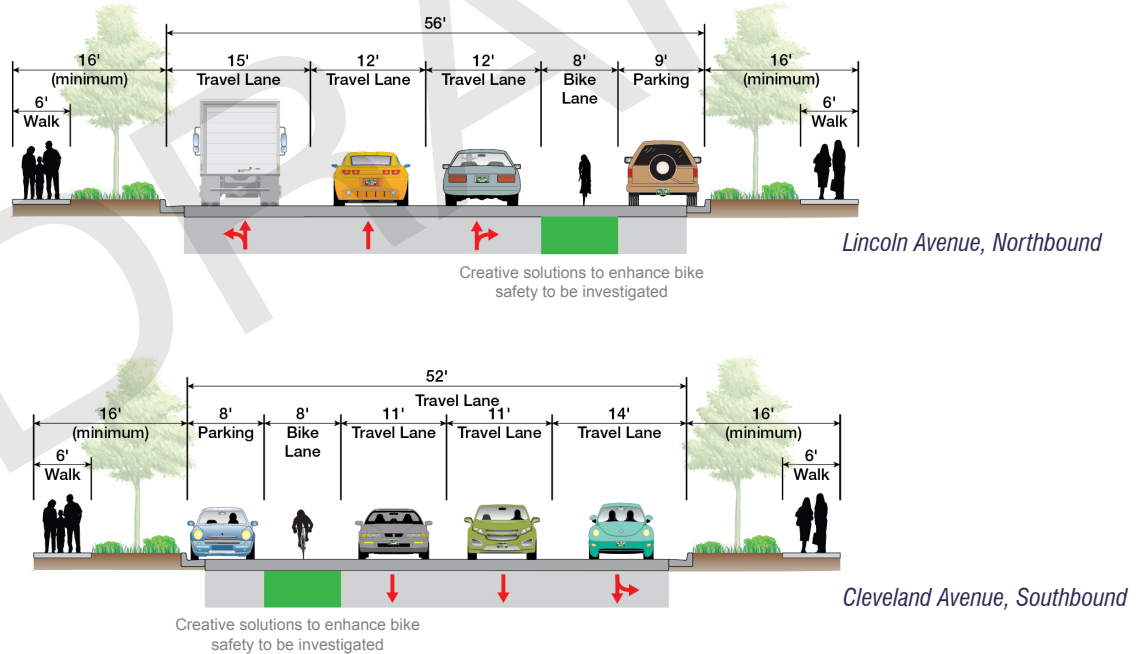 DRAFT
56'
16'
(minimum)
15'
Travel Lane
12'
Travel Lane
12'
Travel Lane
8'
Bike
Lane
9'
Parking
16'
(minimum)
6'
Walk
6'
Walk
Lincoln Avenue, Northbound
Creative solutions to enhance bike
safety to be investigated
52'
Travel Lane
16'
(minimum)
8'
Parking
8'
Bike
Lane
11'
Travel Lane
11'
Travel Lane
14'
Travel Lane
16'
(minimum)
6'
Walk
6'
Walk
Cleveland Avenue, Southbound
Creative solutions to enhance bike
safety to be investigated